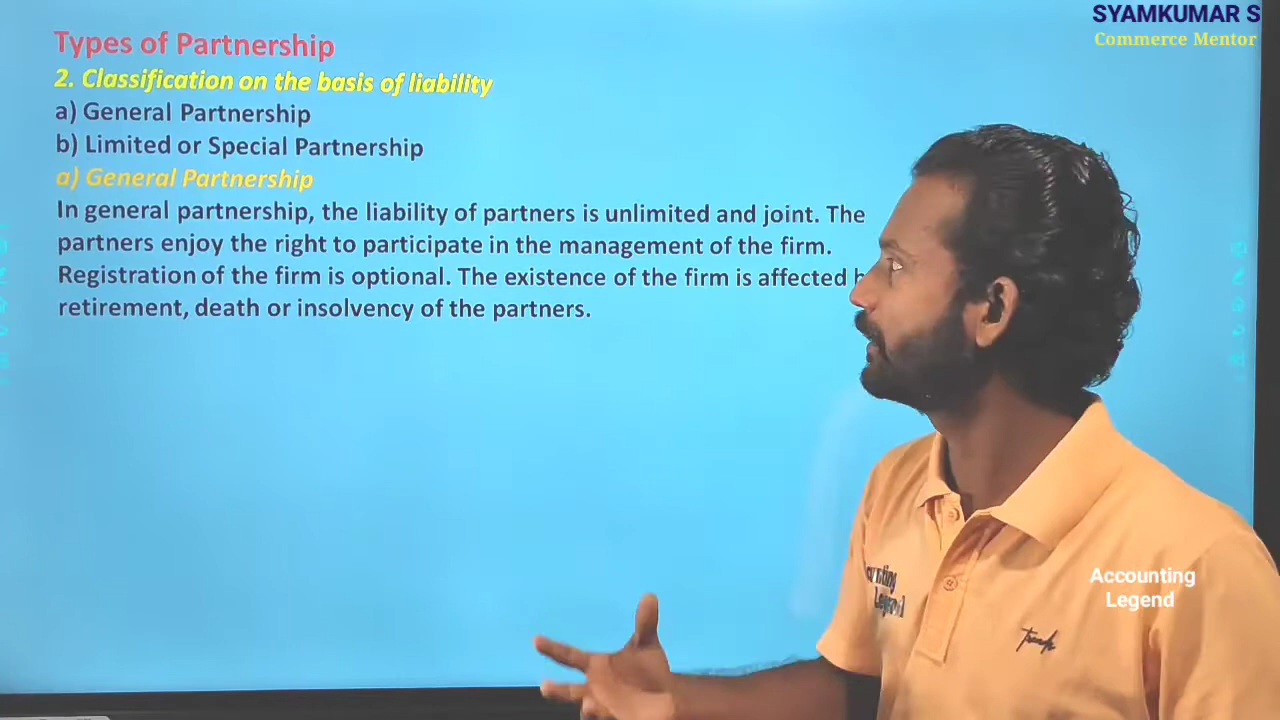 SYAMKUMAR S
Commerce Mentor
Types of Partnership
2. Classification on the basis of liability
a) General Partnership
b) Limited or Special Partnership
a) General Partnership
In general partnership, the liability of partners is unlimited and joint. The
partners enjoy the right to participate in the management of the firm.
Registration of the firm is optional. The existence of the firm is affected
retirement, death or insolvency of the partners.
Accounting
Legend